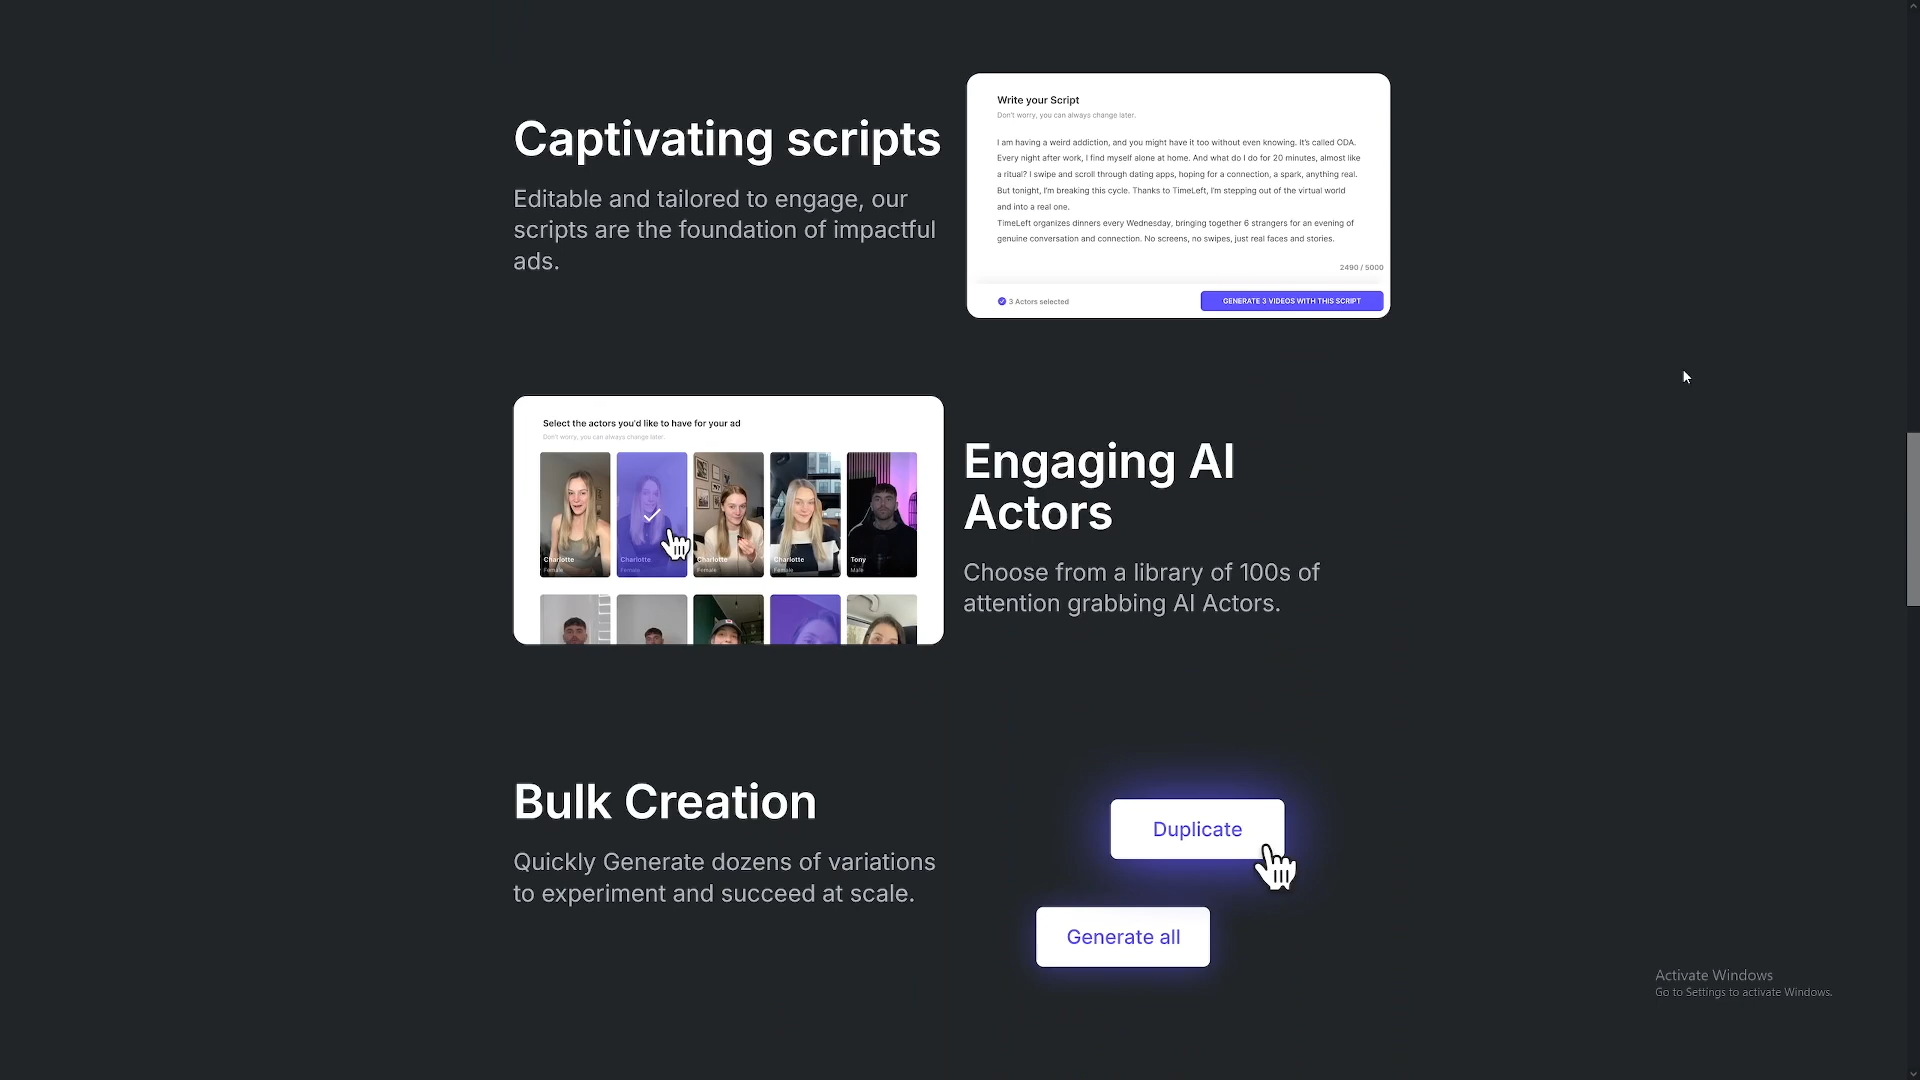 Captivating scripts
Editable and tailored to engage, our
scripts are the foundation of impactful
ads.
Write your Script
Don't worry, you can always change later.
I am having a weird addiction, and you might have it too without even knowing. It's called ODA.
Every night after work, I find myself alone at home. And what do I do for 20 minutes, almost like
a ritual? I swipe and scroll through dating apps, hoping for a connection, a spark, anything real.
But tonight, I'm breaking this cycle. Thanks to TimeLeft, I'm stepping out of the virtual world
and into a real one.
TimeLeft organizes dinners every Wednesday, bringing together 6 strangers for an evening of
genuine conversation and connection. No screens, no swipes, just real faces and stories.
2490 / 5000
3 Actors selected
GENERATE 3 VIDEOS WITH THIS SCRIPT
Select the actors you'd like to have for your ad
Don't worry, you can always change later.
Charlotte
Female
Charlotte
Female
Charlotte
Female
Charlotte
Female
Tony
Male
Engaging AI
Actors
Choose from a library of 100s of
attention grabbing AI Actors.
Bulk Creation
Quickly Generate dozens of variations
to experiment and succeed at scale.
Duplicate
Generate all
Activate Windows
Go to Settings to activate Windows.